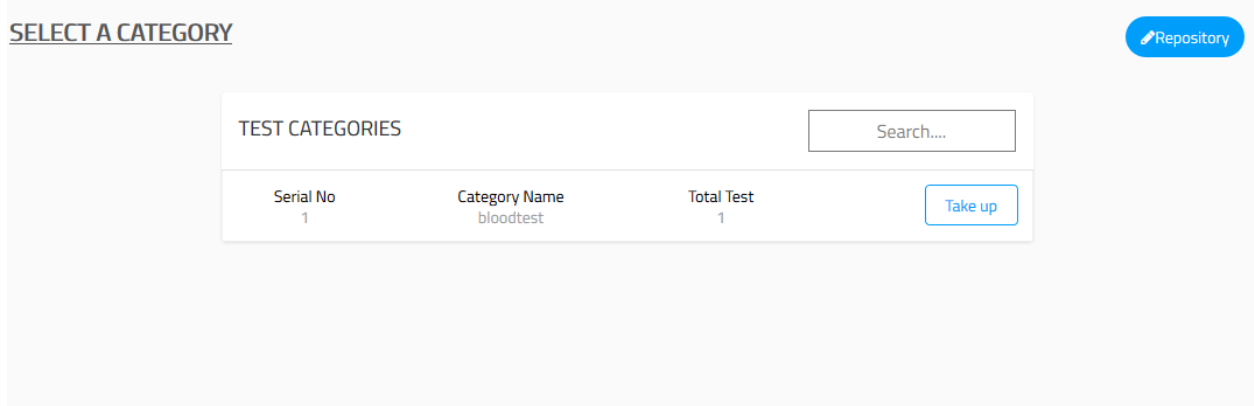 SELECT A CATEGORY
Repository
TEST CATEGORIES
Search....
Serial No Category Name Total Test
1 bloodtest 1
Take up